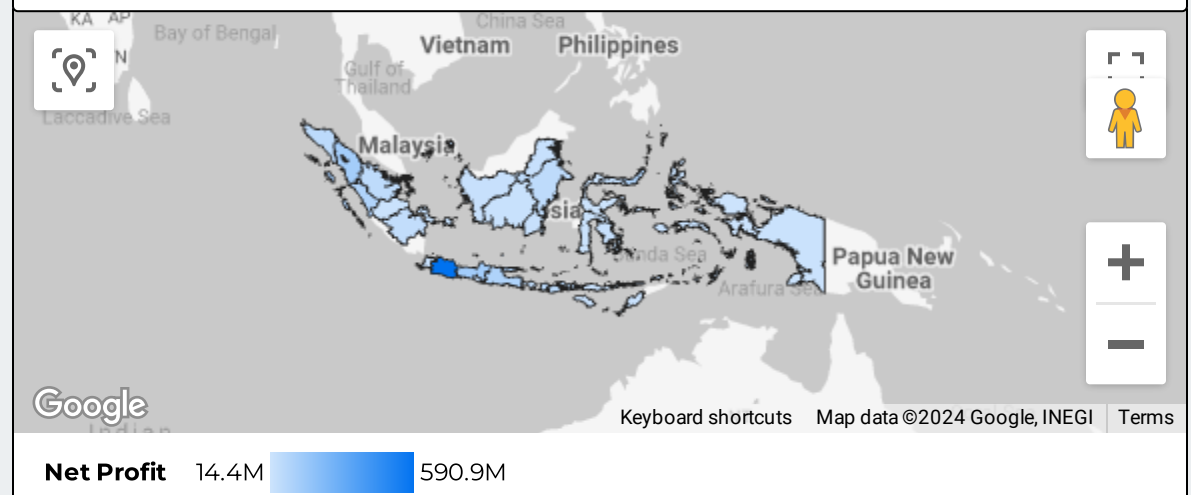 KA AP
China Sea
Bay of Bengal
Vietnam
Philippines
N
Gulf of
Thailand
Laccadive Sea
Malaysia
sia
Papua New
Guinea
nda Sea
Arafura Sea
Google
Keyboard shortcuts
Map data ©2024 Google, INEGI
Terms
Indian
Net Profit 14.4M 590.9M